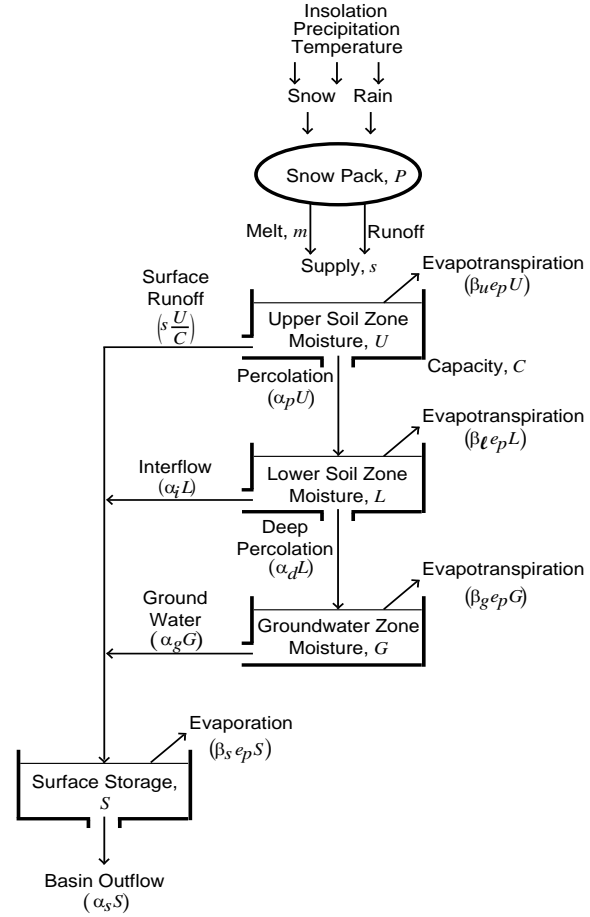 Insolation
Precipitation
Temperature
Snow Rain
Snow Pack, P
Melt, m Runoff
Supply, s
Surface
Runoff
(s U/C)
Evapotranspiration
(βuepU)
Upper Soil Zone
Moisture, U
Capacity, C
Percolation
(αpU)
Evapotranspiration
(βℓepL)
Interflow
(αiL)
Lower Soil Zone
Moisture, L
Deep
Percolation
(αdL)
Evapotranspiration
(βgepG)
Ground
Water
(αgG)
Groundwater Zone
Moisture, G
Evaporation
(βsepS)
Surface Storage,
S
Basin Outflow
(αsS)